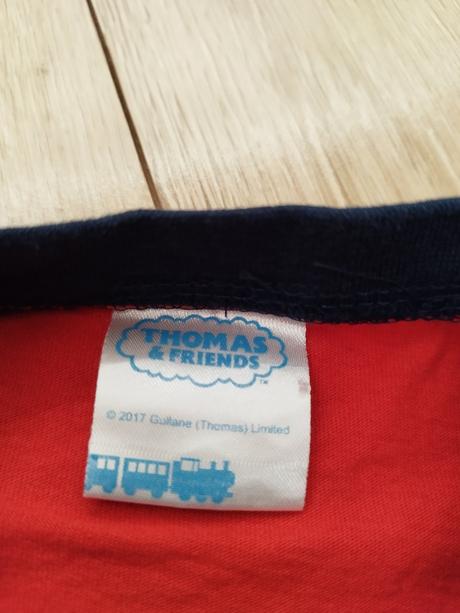 THOMAS
& FRIENDS
™
© 2017 Gullane (Thomas) Limited